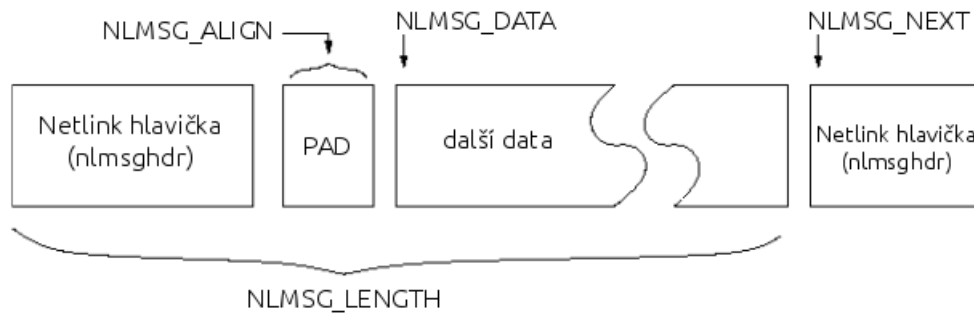 NLMSG_ALIGN
NLMSG_DATA
NLMSG_NEXT
Netlink hlavička
(nlmsghdr)
PAD
další data
Netlink hlavička
(nlmsghdr)
NLMSG_LENGTH